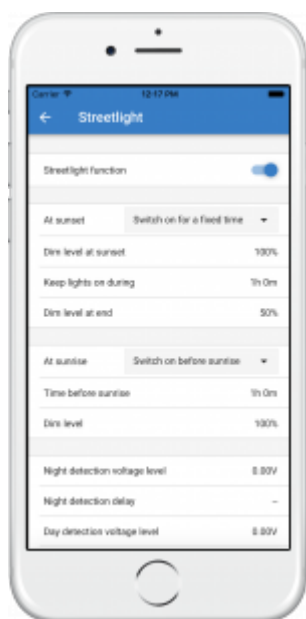 Carrier 12:17 PM
Streetlight
Streetlight function
At sunset Switch on for a fixed time
Dim level at sunset 100%
Keep lights on during 1h 0m
Dim level at end 50%
At sunrise Switch on before sunrise
Time before sunrise 1h 0m
Dim level 100%
Night detection voltage level 0.00V
Night detection delay –
Day detection voltage level 0.00V